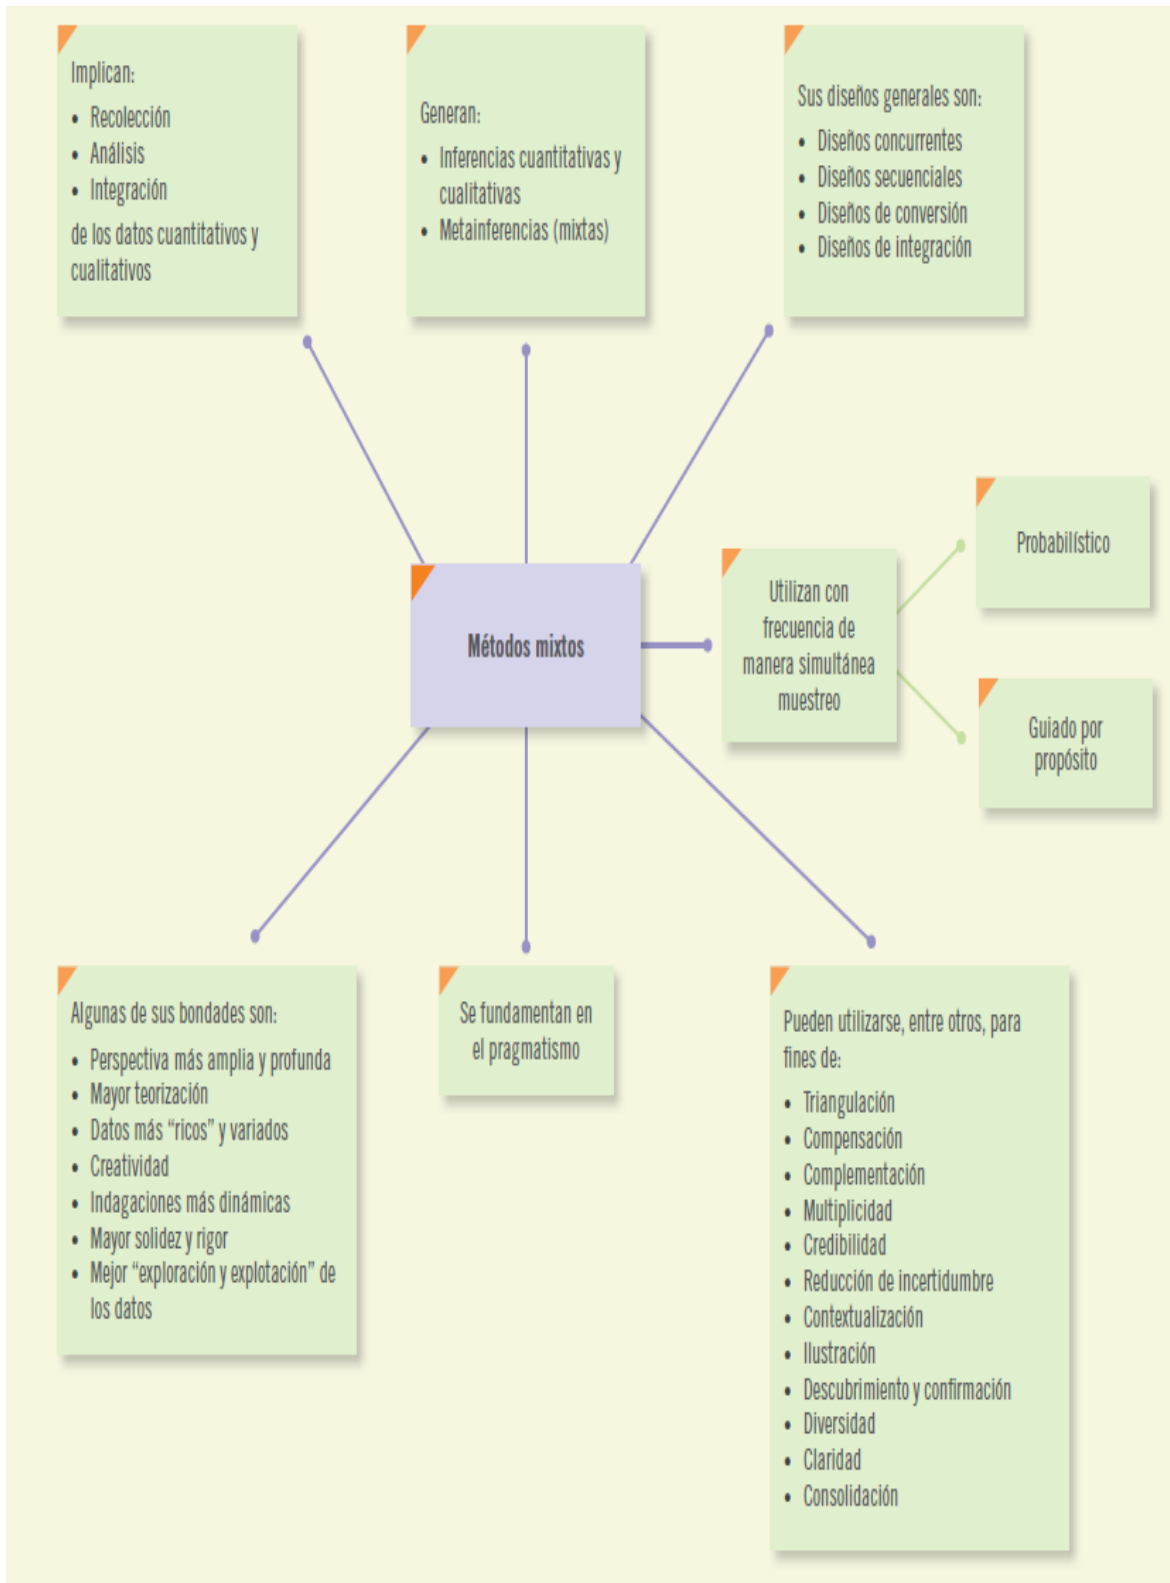 Implican:
• Recolección
• Análisis
• Integración
de los datos cuantitativos y
cualitativos
Generan:
• Inferencias cuantitativas y
cualitativas
• Metainferencias (mixtas)
Sus diseños generales son:
• Diseños concurrentes
• Diseños secuenciales
• Diseños de conversión
• Diseños de integración
Métodos mixtos
Utilizan con
frecuencia de
manera simultánea
muestreo
Probabilístico
Guiado por
propósito
Algunas de sus bondades son:
• Perspectiva más amplia y profunda
• Mayor teorización
• Datos más “ricos” y variados
• Creatividad
• Indagaciones más dinámicas
• Mayor solidez y rigor
• Mejor “exploración y explotación” de
los datos
Se fundamentan en
el pragmatismo
Pueden utilizarse, entre otros, para
fines de:
• Triangulación
• Compensación
• Complementación
• Multiplicidad
• Credibilidad
• Reducción de incertidumbre
• Contextualización
• Ilustración
• Descubrimiento y confirmación
• Diversidad
• Claridad
• Consolidación